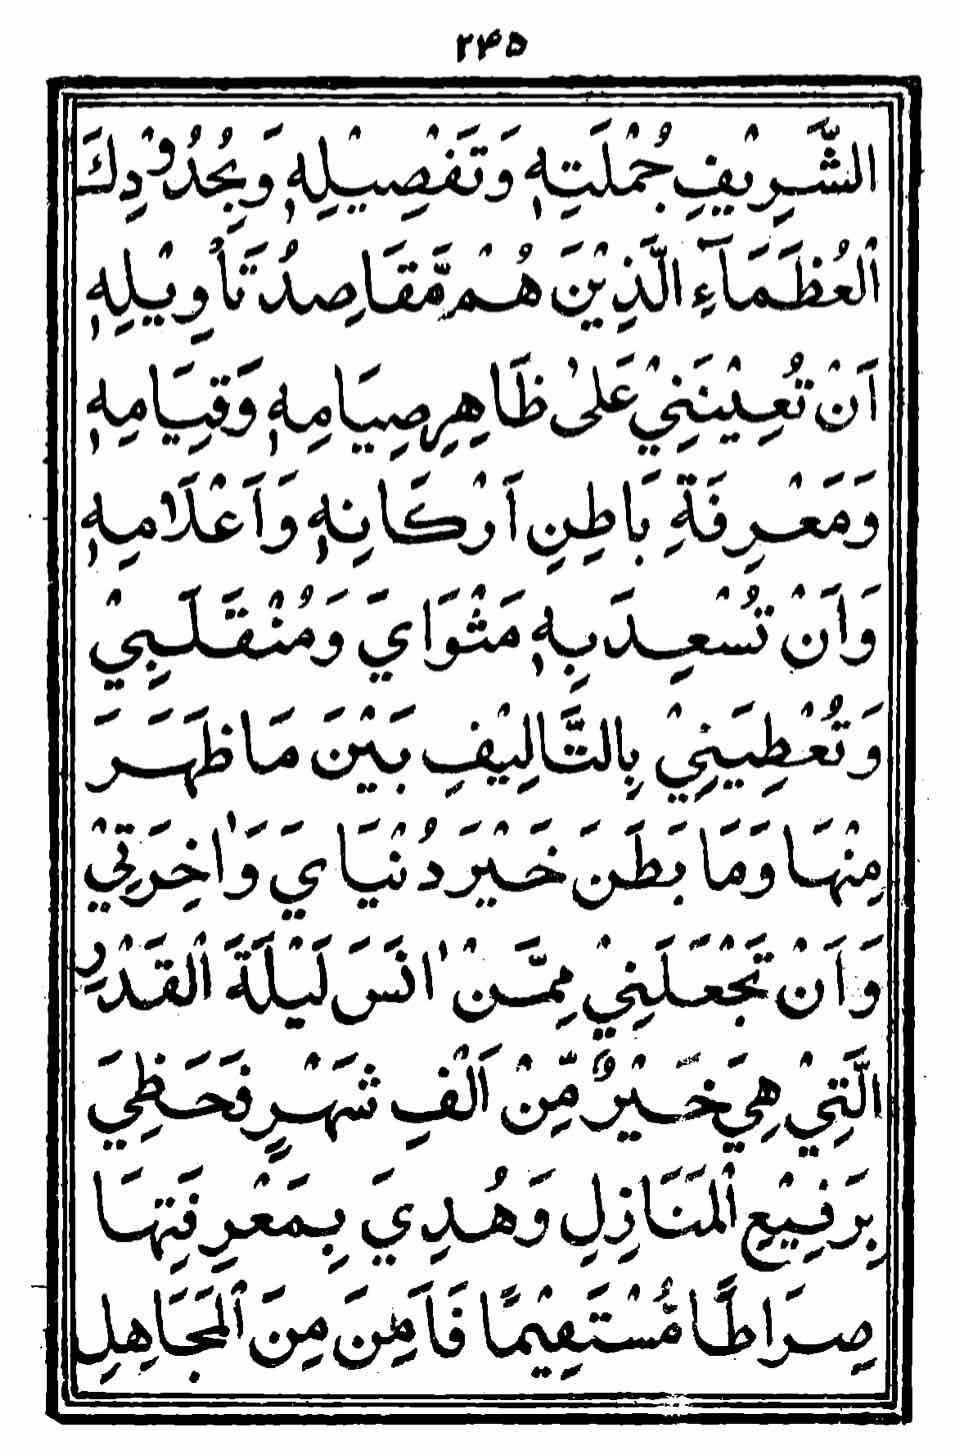 ۲۴۵
الشَّرِيْفِ جُمْلَتِهٖ وَتَفْصِيْلِهٖ وَبِحُدُوْدِكَ
الْعُظَمَآءِ الَّذِيْنَ هُمْ مَّقَاصِدُ تَأْوِيْلِهٖ
اَنْ تُعِيْنَنِيْ عَلٰى ظَاهِرِ صِيَامِهٖ وَقِيَامِهٖ
وَمَعْرِفَةِ بَاطِنِ اَرْكَانِهٖ وَاَعْلَامِهٖ
وَاَنْ تُسْعِدَ بِهٖ مَثْوَايَ وَمُنْقَلَبِيْ
وَتُعْطِيَنِيْ بِالتَّالِيْفِ بَيْنَ مَا ظَهَرَ
مِنْهَا وَمَا بَطَنَ خَيْرَ دُنْيَايَ وَاٰخِرَتِيْ
وَاَنْ تَجْعَلَنِيْ مِمَّنْ اٰنَسَ لَيْلَةَ الْقَدْرِ
الَّتِيْ هِيَ خَيْرٌ مِّنْ اَلْفِ شَهْرٍ فَحَظِيَ
بِرَفِيْعِ الْمَنَازِلِ وَهُدِيَ بِمَعْرِفَتِهَا
صِرَاطًا مُّسْتَقِيْمًا فَاَمِنَ مِنَ الْمَجَاهِلِ